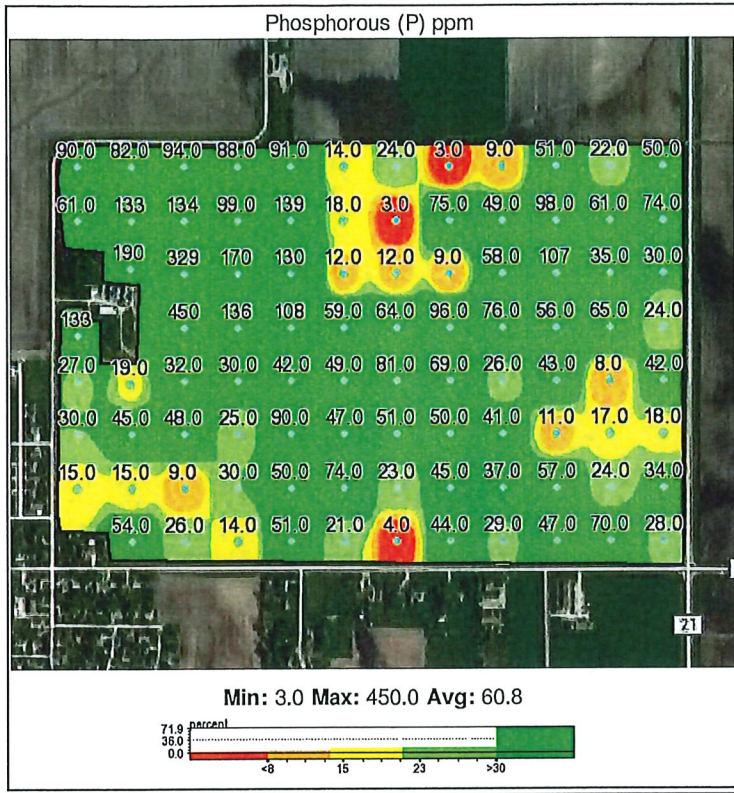 Phosphorous (P) ppm
90.0 82.0 94.0 88.0 91.0 14.0 24.0 3.0 9.0 51.0 22.0 50.0
61.0 133 134 99.0 139 18.0 3.0 75.0 49.0 98.0 61.0 74.0
190 329 170 130 12.0 12.0 9.0 58.0 107 35.0 30.0
133 450 136 108 59.0 64.0 96.0 76.0 56.0 65.0 24.0
27.0 19.0 32.0 30.0 42.0 49.0 81.0 69.0 26.0 43.0 8.0 42.0
30.0 45.0 48.0 25.0 90.0 47.0 51.0 50.0 41.0 11.0 17.0 18.0
15.0 15.0 9.0 30.0 50.0 74.0 23.0 45.0 37.0 57.0 24.0 34.0
54.0 26.0 14.0 51.0 21.0 4.0 44.0 29.0 47.0 70.0 28.0
21
Min: 3.0 Max: 450.0 Avg: 60.8
percent
71.9
36.0
0.0
<8 15 23 >30